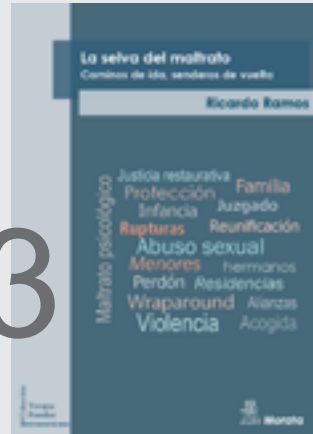 La selva del maltrato
Caminos de ida, senderos de vuelta
Ricardo Ramos
Maltrato psicológico
Justicia restaurativa
Protección Familia
Infancia Juzgado
Rupturas Reunificación
Abuso sexual
Menores hermanos
Perdón Residencias
Wraparound Alianzas
Violencia Acogida
3
Morata